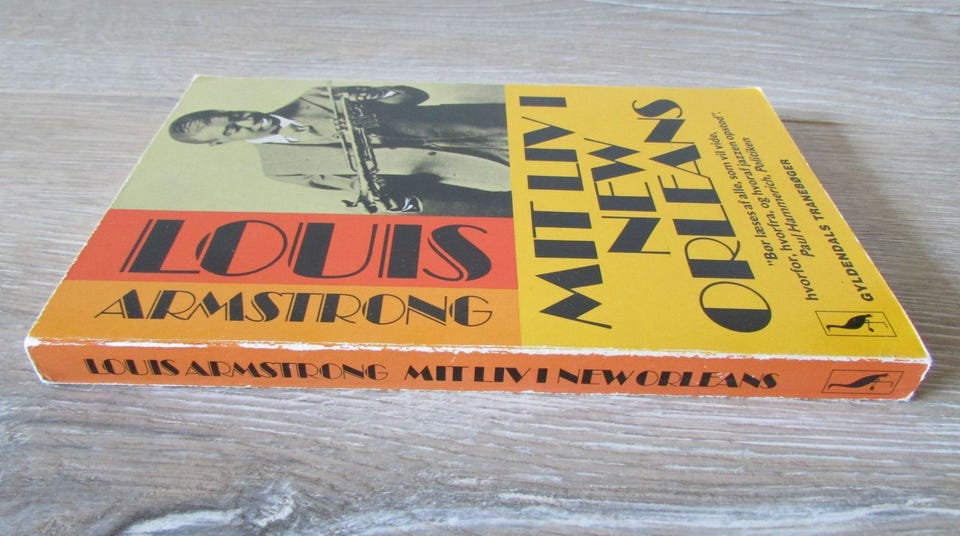 LOUIS
ARMSTRONG
MIT LIV I
NEW
ORLEANS
"Bør læses af alle, som vil vide,
hvorfor, hvorfra, og hvoraf jazzen opstod".
Paul Hammerich, Politiken
GYLDENDALS TRANEBØGER
LOUIS ARMSTRONG MIT LIV I NEW ORLEANS